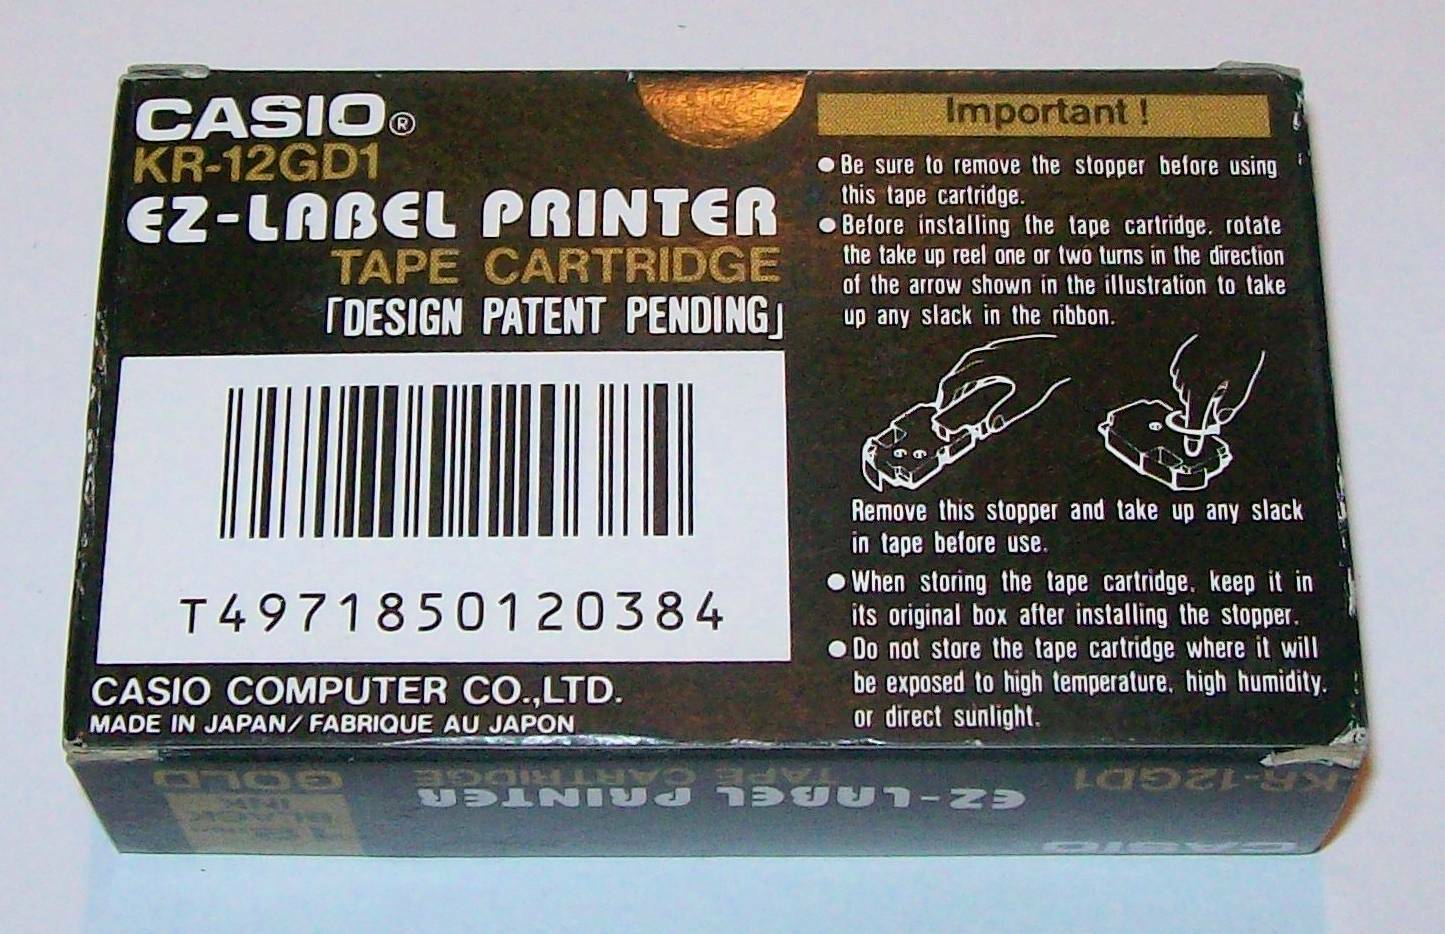 CASIO®
KR-12GD1
EZ-LABEL PRINTER
TAPE CARTRIDGE
「DESIGN PATENT PENDING」
T4971850120384
CASIO COMPUTER CO.,LTD.
MADE IN JAPAN/ FABRIQUE AU JAPON
Important !
● Be sure to remove the stopper before using
this tape cartridge.
● Before installing the tape cartridge, rotate
the take up reel one or two turns in the direction
of the arrow shown in the illustration to take
up any slack in the ribbon.
Remove this stopper and take up any slack
in tape before use.
● When storing the tape cartridge, keep it in
its original box after installing the stopper.
● Do not store the tape cartridge where it will
be exposed to high temperature, high humidity,
or direct sunlight.
CASIO
KR-12GD1
EZ-LABEL PRINTER
TAPE CARTRIDGE
BLACK
INK
GOLD